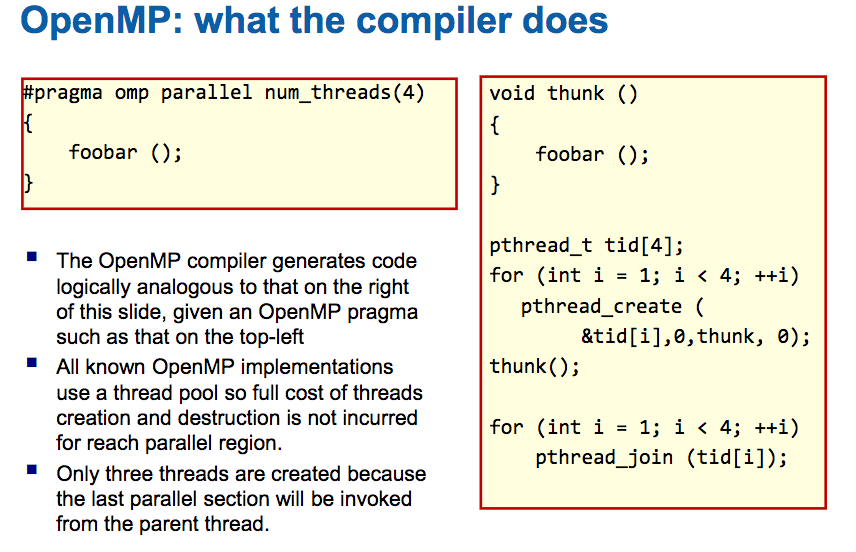 OpenMP: what the compiler does
#pragma omp parallel num_threads(4)
{
    foobar ();
}
The OpenMP compiler generates code
logically analogous to that on the right
of this slide, given an OpenMP pragma
such as that on the top-left
All known OpenMP implementations
use a thread pool so full cost of threads
creation and destruction is not incurred
for reach parallel region.
Only three threads are created because
the last parallel section will be invoked
from the parent thread.
void thunk ()
{
    foobar ();
}
pthread_t tid[4];
for (int i = 1; i < 4; ++i)
   pthread_create (
         &tid[i],0,thunk, 0);
thunk();
for (int i = 1; i < 4; ++i)
    pthread_join (tid[i]);